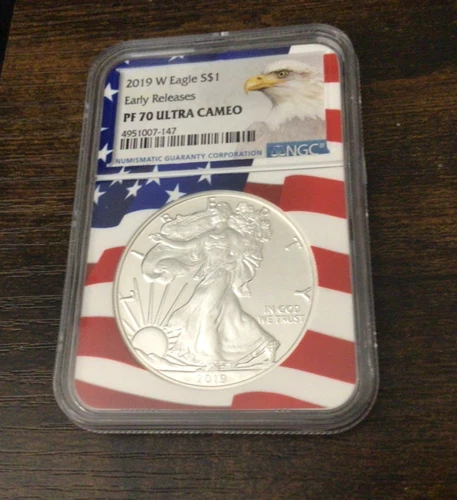 2019 W Eagle S$1
Early Releases
PF 70 ULTRA CAMEO
4951007-147
NUMISMATIC GUARANTY CORPORATION
NGC®
LIBERTY
IN GOD
WE TRUST
2019